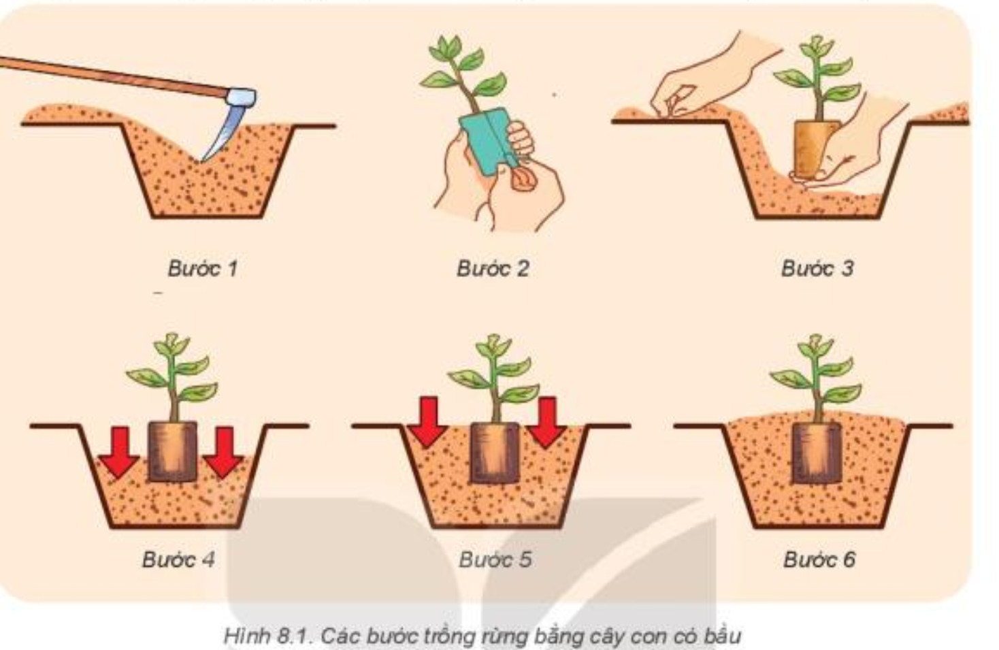 Bước 1
Bước 2
Bước 3
Bước 4
Bước 5
Bước 6
Hình 8.1. Các bước trồng rừng bằng cây con có bầu